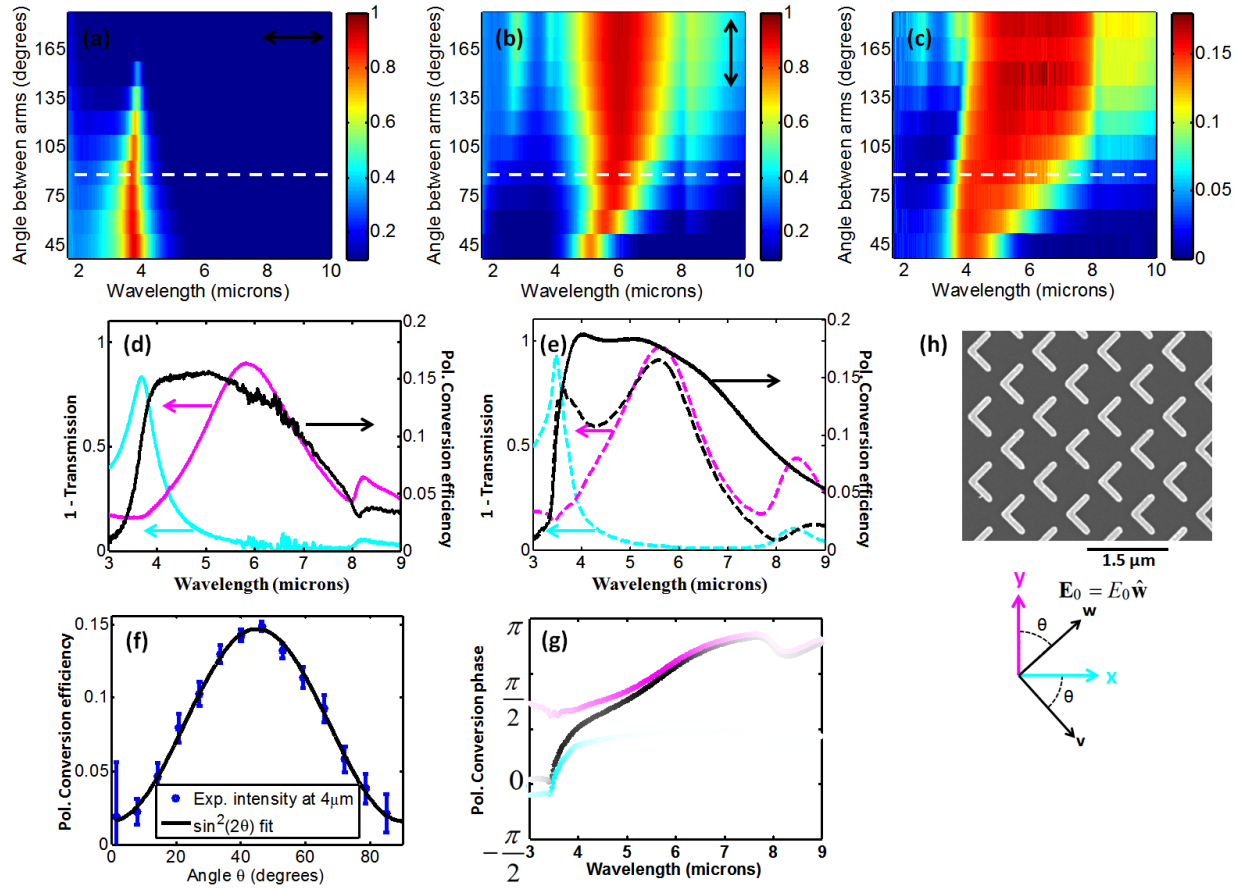 (a)
Angle between arms (degrees)
165
135
105
75
45
2
4
6
8
10
Wavelength (microns)
1
0.8
0.6
0.4
0.2
(b)
Angle between arms (degrees)
165
135
105
75
45
2
4
6
8
10
Wavelength (microns)
1
0.8
0.6
0.4
0.2
(c)
Angle between arms (degrees)
165
135
105
75
45
2
4
6
8
10
Wavelength (microns)
0.15
0.1
0.05
0
(d)
1 - Transmission
1
0.5
0
3
4
5
6
7
8
9
Wavelength (microns)
0.2
0.15
0.1
0.05
0
Pol. Conversion efficiency
(e)
1 - Transmission
1
0.5
0
3
4
5
6
7
8
9
Wavelength (microns)
0.2
0.15
0.1
0.05
0
Pol. Conversion efficiency
(h)
1.5 μm
(f)
Pol. Conversion efficiency
0.15
0.1
0.05
0
0
20
40
60
80
Angle θ (degrees)
Exp. intensity at 4μm
sin²(2θ) fit
(g)
Pol. Conversion phase
π
π/2
0
-π/2
3
4
5
6
7
8
9
Wavelength (microns)
y
E₀ = E₀ŵ
w
θ
x
θ
v